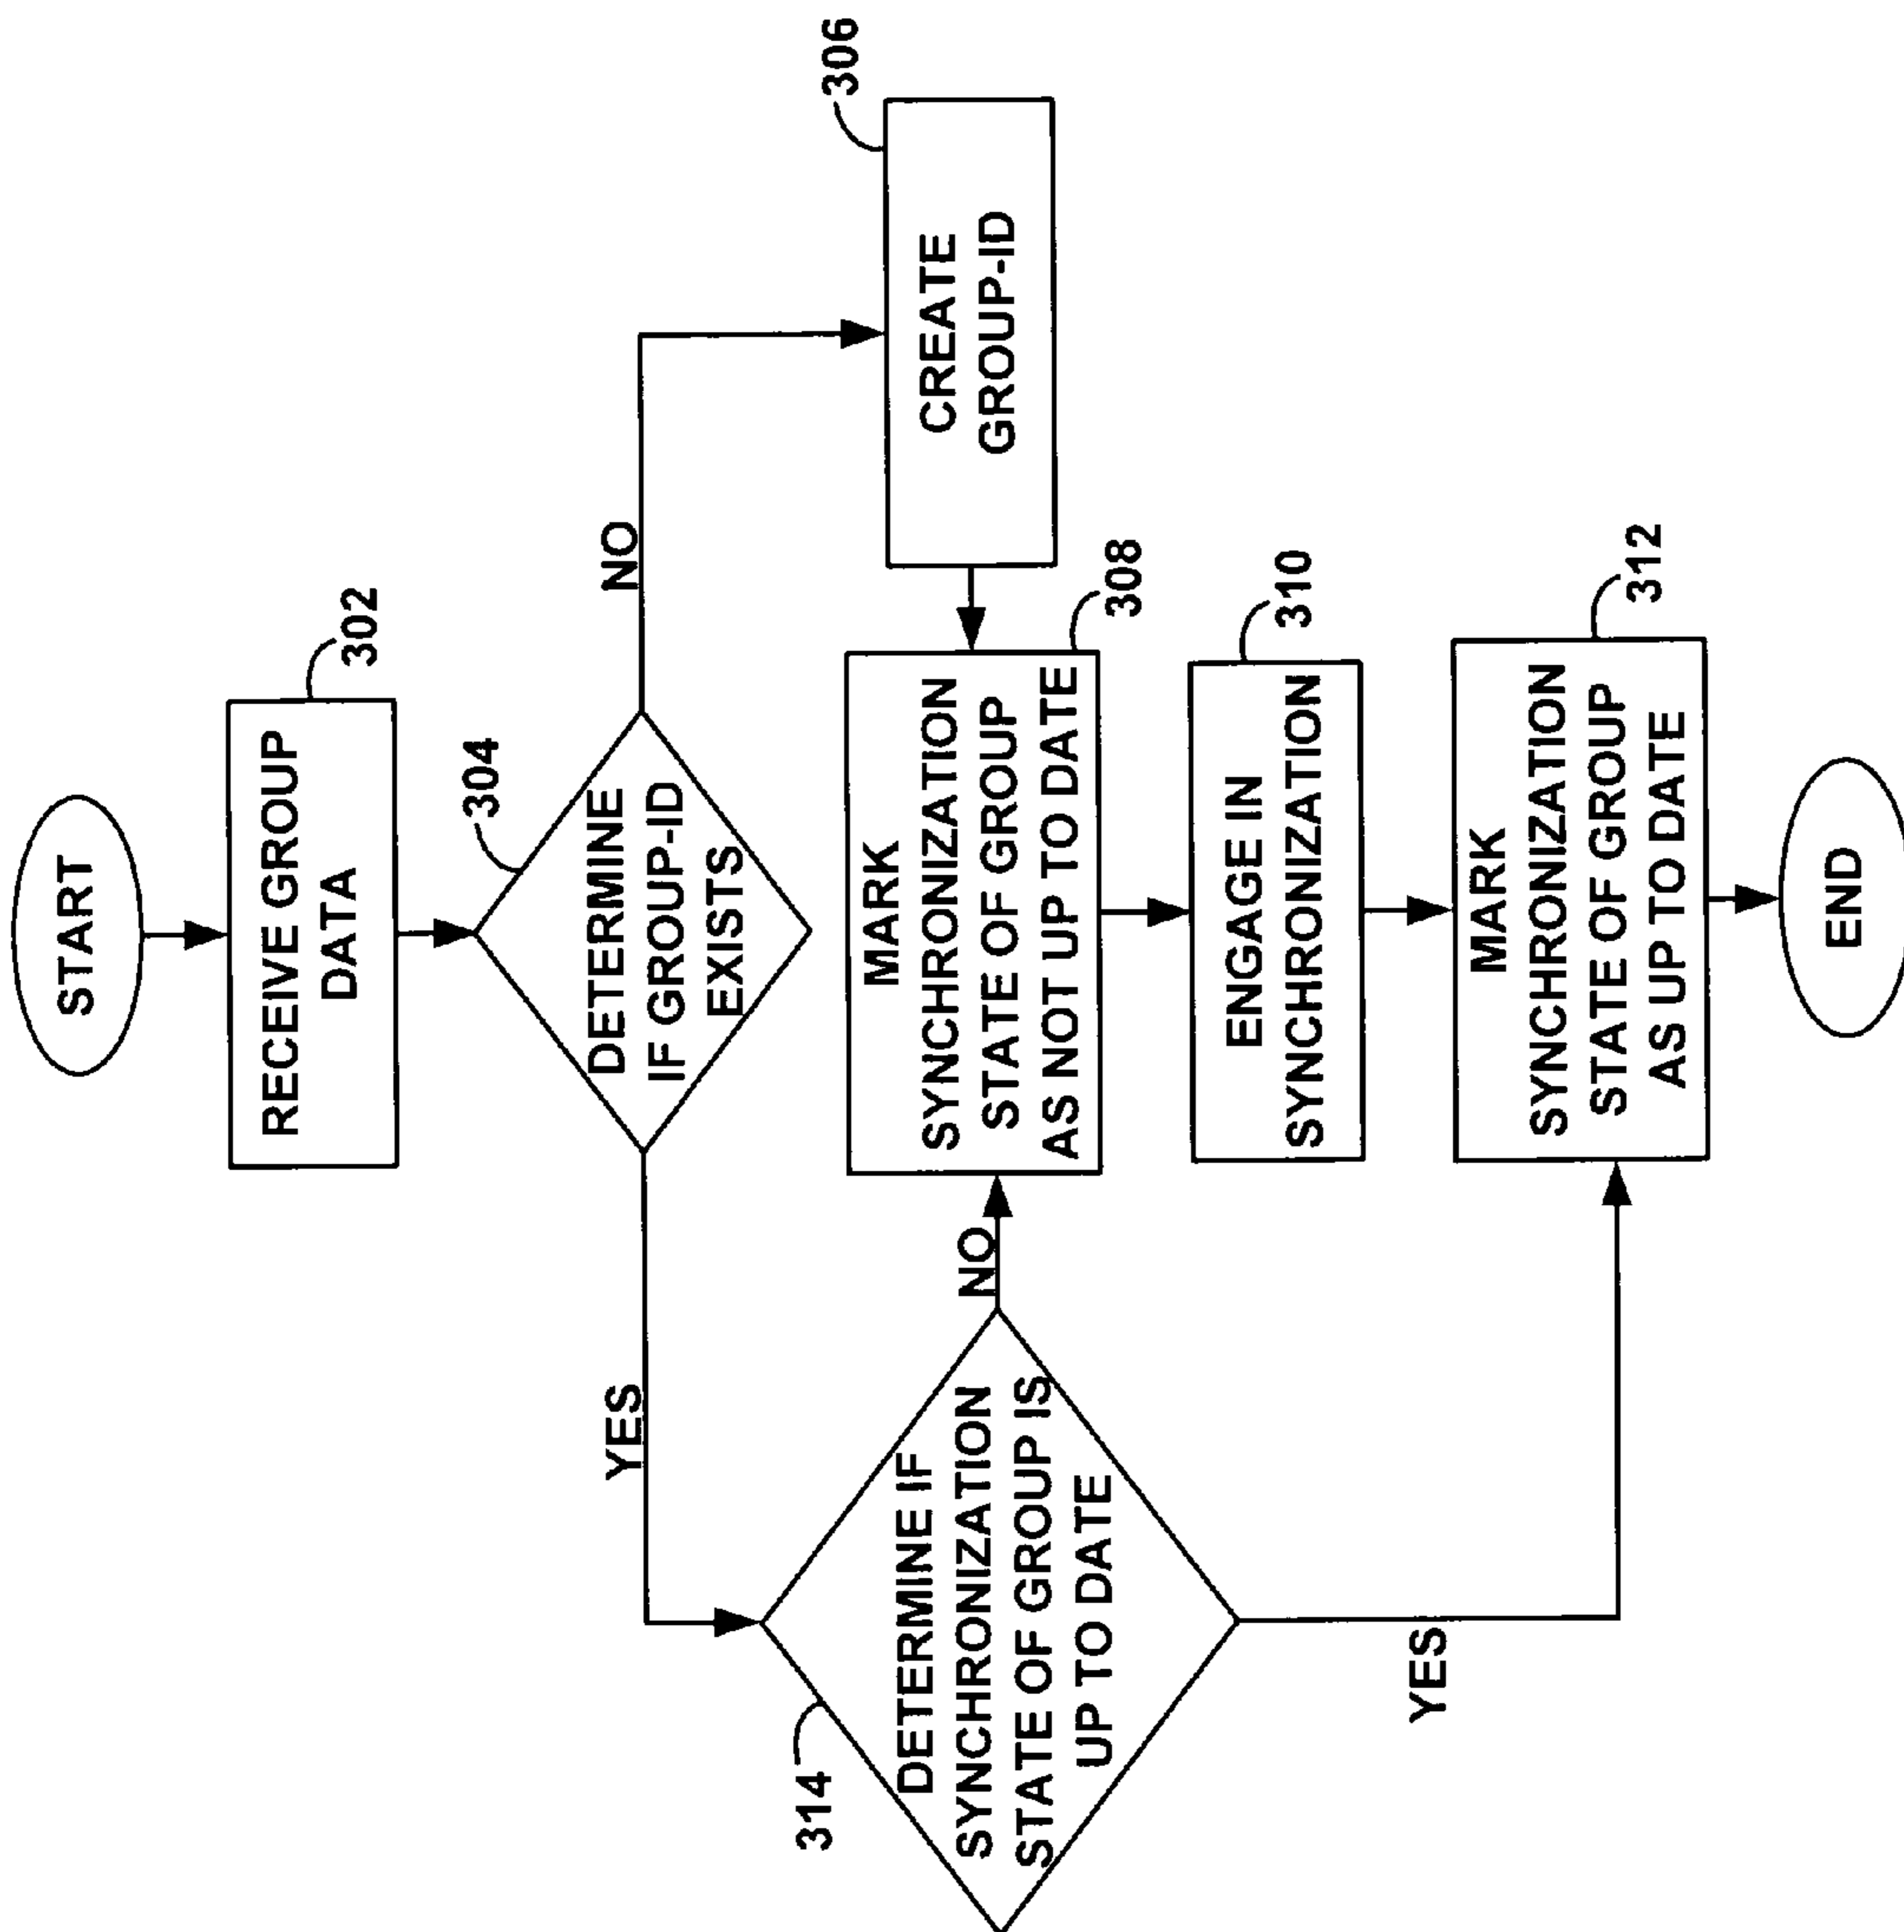 START
RECEIVE GROUP
DATA
302
304
DETERMINE
IF GROUP-ID
EXISTS
YES
NO
306
CREATE
GROUP-ID
314
DETERMINE IF
SYNCHRONIZATION
STATE OF GROUP IS
UP TO DATE
NO
MARK
SYNCHRONIZATION
STATE OF GROUP
AS NOT UP TO DATE
308
ENGAGE IN
SYNCHRONIZATION
310
YES
MARK
SYNCHRONIZATION
STATE OF GROUP
AS UP TO DATE
312
END